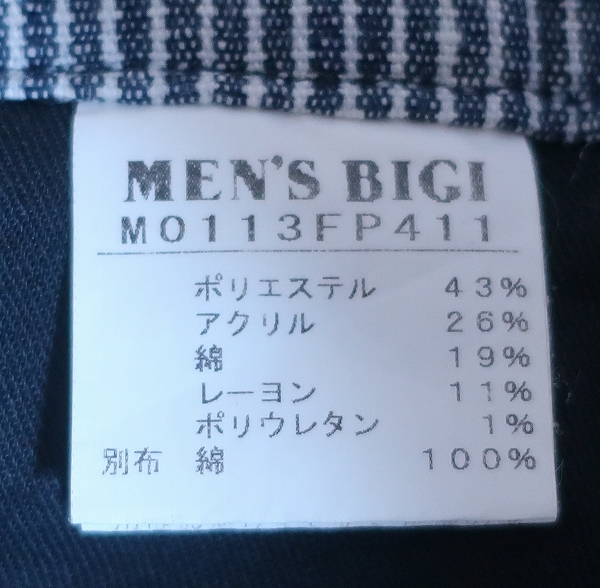 MEN'S BIGI
M0113FP411
ポリエステル 43%
アクリル 26%
綿 19%
レーヨン 11%
ポリウレタン 1%
別布 綿 100%